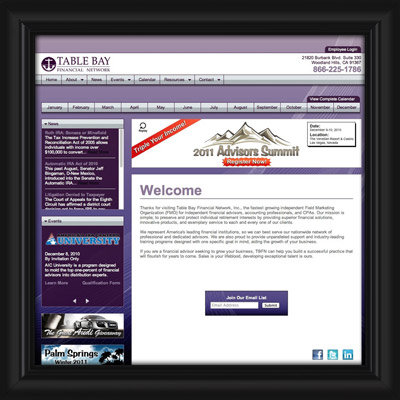 Employee Login
TABLE BAY
FINANCIAL NETWORK
21820 Burbank Blvd. Suite 330
Woodland Hills, CA 91367
866-225-1786
Home
About
News
Events
Calendar
Resources
Contact
View Complete Calendar
January
February
March
April
May
June
July
August
September
October
November
December
News
Roth IRA: Bonanza or Windfall
The Tax Increase Prevention and
Reconciliation Act of 2005 allows
individuals with income over
$100,000 to convert...
Automatic IRA Act of 2010
This past August, Senator Jeff
Bingaman, D-New Mexico,
introduced into the Senate the
Automatic IRA...
Litigation Denied to Taxpayer
The Court of Appeals for the Eighth
Circuit has affirmed a district
Events
UNIVERSITY
December 8, 2010
By Invitation Only
AIC University is a program designed
to mold the top one-percent of financial
advisors into distribution experts.
Learn More
Qualification Form
The Great Audi Giveaway
Palm Springs
Winter 2011
Home
Triple Your Income!
2011 Advisors Summit
Register Now!
Date:
December 9-10, 2010
Location:
The Venetian Resort & Casino
Las Vegas, Nevada
Welcome
Thanks for visiting Table Bay Financial Network, Inc., the fastest growing independent Field Marketing
Organization (FMO) for independent financial advisors, accounting professionals, and CPAs. Our mission is
simple; to preserve and protect individual retirement interests by providing superior financial solutions,
innovative products, and exemplary service to each and every one of our clients.
We represent America's leading financial institutions, so we can best serve our nationwide network of
professional and dedicated advisors. We are also proud to provide unparalleled support and industry-leading
training programs designed with one specific goal in mind, aiding the growth of your business.
If you are a financial advisor seeking to grow your business, TBFN can help you build a successful practice that
will flourish for years to come. Sales is your lifeblood, developing exceptional talent is ours.
Join Our Email List
Email Address
Submit